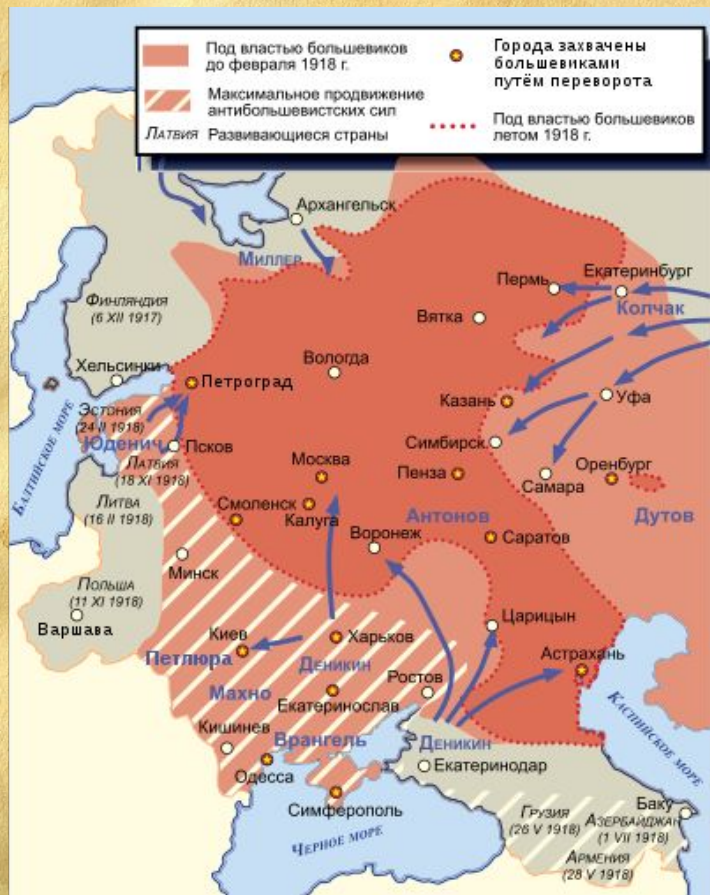 Под властью большевиков
до февраля 1918 г.
Максимальное продвижение
антибольшевистских сил
Латвия Развивающиеся страны
Города захвачены
большевиками
путём переворота
Под властью большевиков
летом 1918 г.
Архангельск
Миллер
Пермь
Екатеринбург
Колчак
Финляндия
(6 XII 1917)
Вятка
Вологда
Хельсинки
Петроград
Казань
Уфа
Эстония
(24 II 1918)
Юденич
Псков
Симбирск
Балтийское море
Латвия
(18 XI 1918)
Москва
Пенза
Самара
Оренбург
Литва
(16 II 1918)
Смоленск
Калуга
Антонов
Дутов
Воронеж
Саратов
Минск
Польша
(11 XI 1918)
Варшава
Царицын
Киев
Харьков
Астрахань
Петлюра
Деникин
Ростов
Махно
Екатеринослав
Каспийское море
Кишинев
Врангель
Деникин
Одесса
Екатеринодар
Симферополь
Баку
Грузия
(26 V 1918)
Азербайджан
(1 VII 1918)
Черное море
Армения
(28 V 1918)